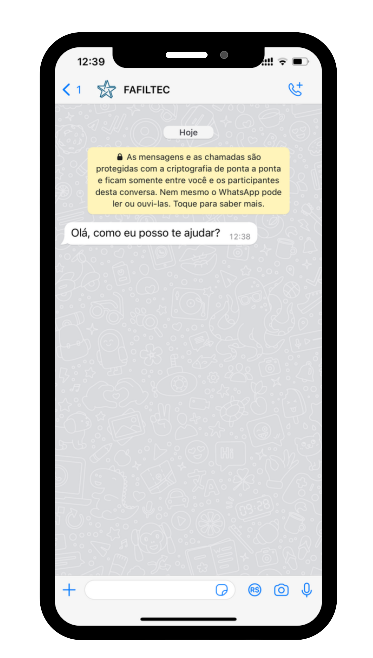 12:39
1 FAFILTEC
Hoje
As mensagens e as chamadas são
protegidas com a criptografia de ponta a ponta
e ficam somente entre você e os participantes
desta conversa. Nem mesmo o WhatsApp pode
ler ou ouvi-las. Toque para saber mais.
Olá, como eu posso te ajudar? 12:38
Hi
R$